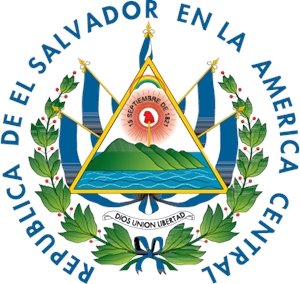 REPUBLICA DE EL SALVADOR EN LA AMERICA CENTRAL
15 SEPTIEMBRE DE 1821
DIOS UNION LIBERTAD